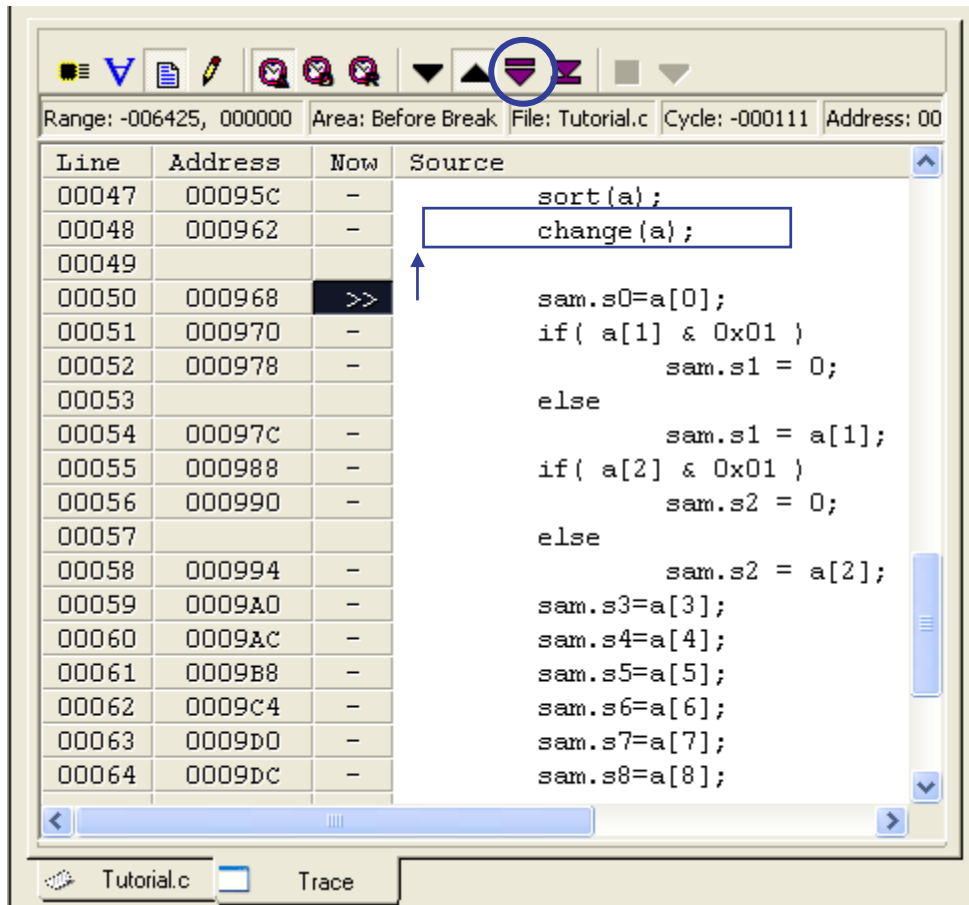 Range: -006425, 000000 Area: Before Break File: Tutorial.c Cycle: -000111 Address: 00
Line Address Now Source
00047 00095C - sort(a);
00048 000962 - change(a);
00049
00050 000968 >> sam.s0=a[0];
00051 000970 - if( a[1] & 0x01 )
00052 000978 - sam.s1 = 0;
00053 else
00054 00097C - sam.s1 = a[1];
00055 000988 - if( a[2] & 0x01 )
00056 000990 - sam.s2 = 0;
00057 else
00058 000994 - sam.s2 = a[2];
00059 0009A0 - sam.s3=a[3];
00060 0009AC - sam.s4=a[4];
00061 0009B8 - sam.s5=a[5];
00062 0009C4 - sam.s6=a[6];
00063 0009D0 - sam.s7=a[7];
00064 0009DC - sam.s8=a[8];
Tutorial.c Trace